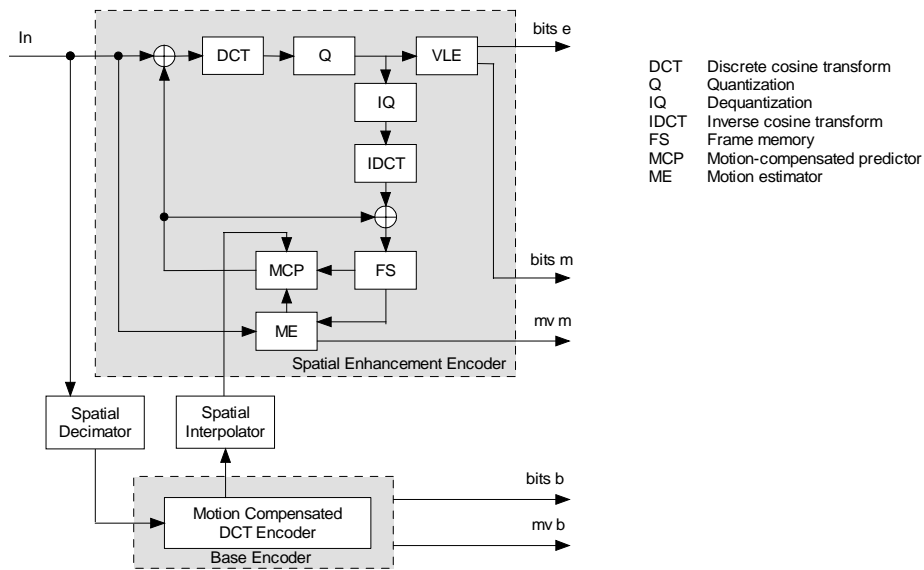 In
bits e
DCT
Q
VLE
IQ
IDCT
MCP
FS
ME
bits m
mv m
Spatial Enhancement Encoder
Spatial
Decimator
Spatial
Interpolator
Motion Compensated
DCT Encoder
Base Encoder
bits b
mv b
DCT Discrete cosine transform
Q Quantization
IQ Dequantization
IDCT Inverse cosine transform
FS Frame memory
MCP Motion-compensated predictor
ME Motion estimator